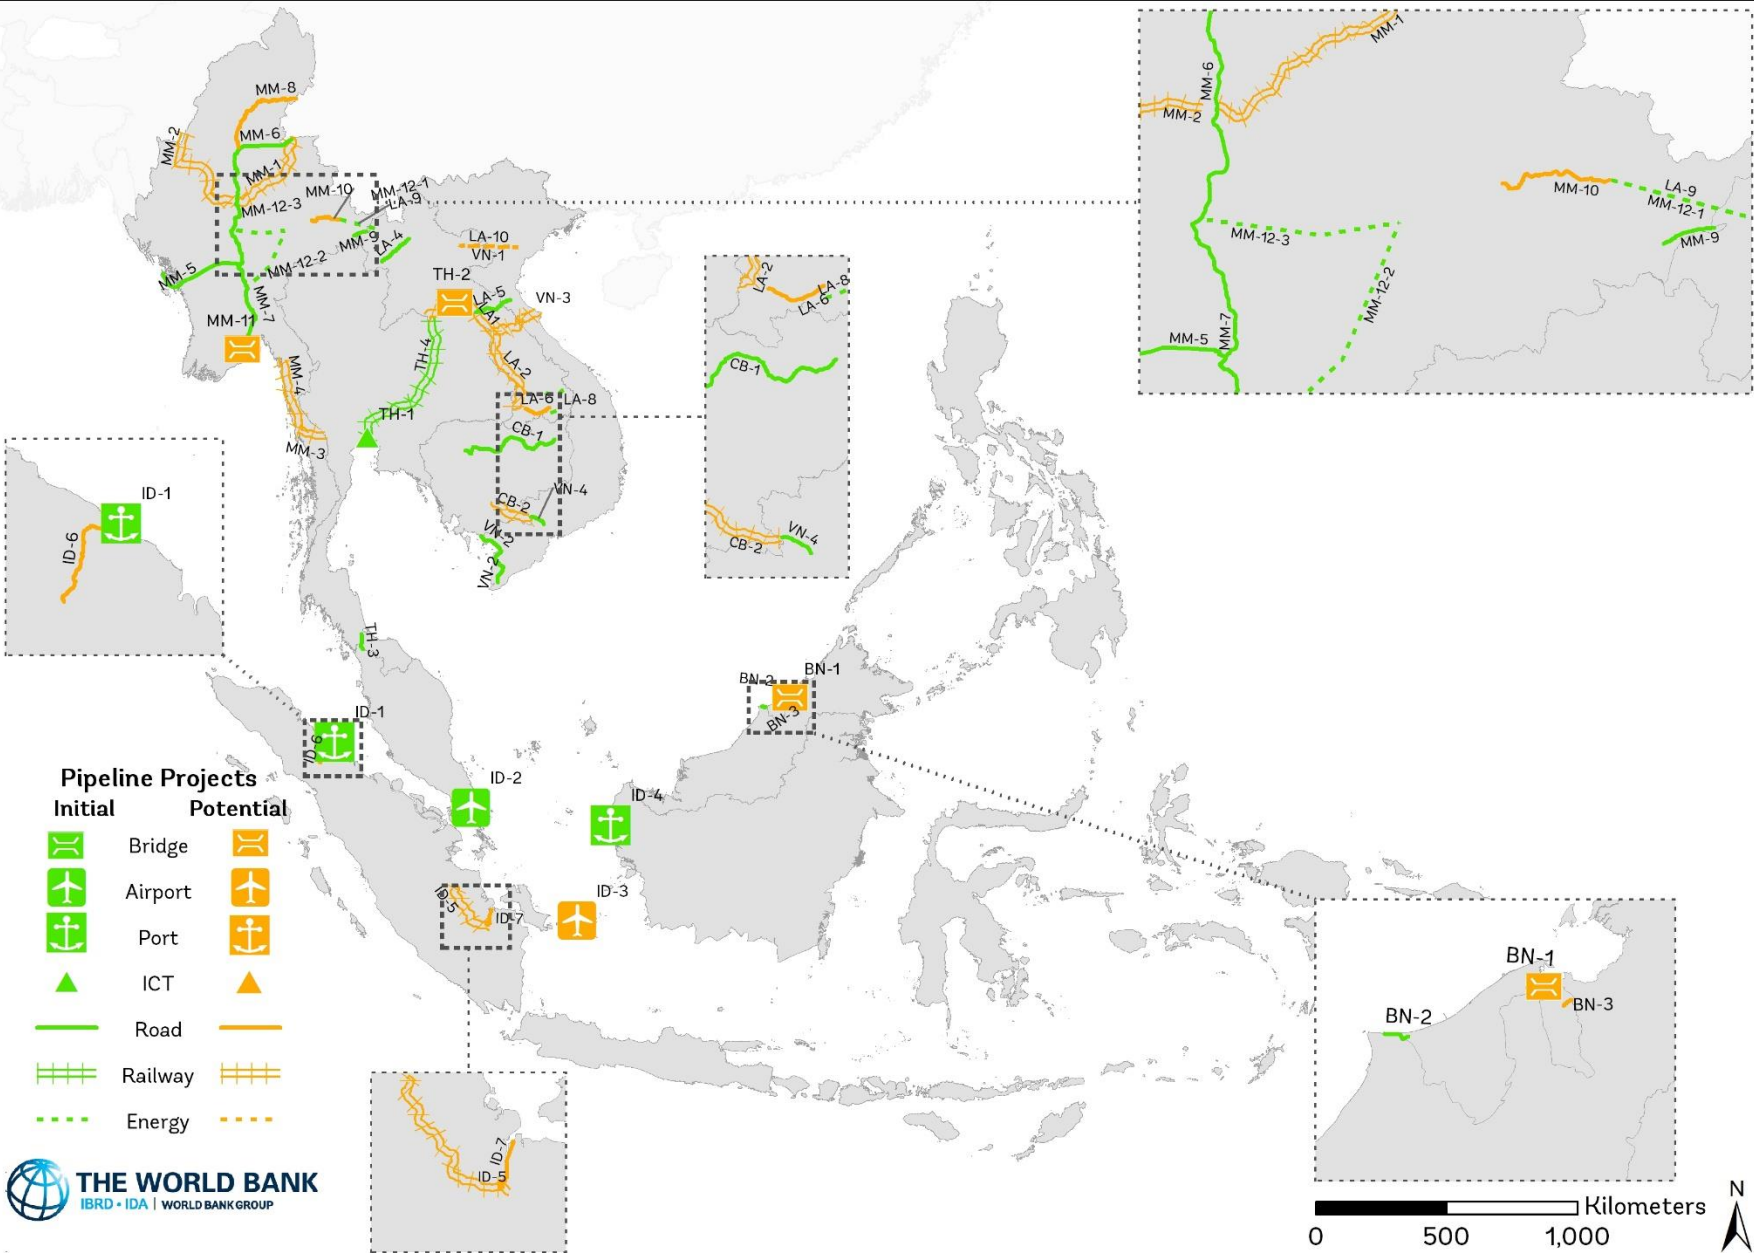 MM-8
MM-2
MM-6
MM-1
MM-10
MM-12-1
LA-9
MM-12-3
MM-9
LA-4
MM-12-2
MM-5
MM-7
MM-11
LA-10
VN-1
TH-2
LA-5
LA1
VN-3
TH-4
LA-2
MM-4
TH-1
MM-3
LA-6
LA-8
CB-1
CB-2
VN-4
VN-2
VN-2
TH-3
ID-1
ID-6
ID-1
ID-6
ID-2
ID-4
ID-3
ID-5
ID-7
BN-2
BN-1
BN-3
MM-6
MM-1
MM-2
MM-10
LA-9
MM-12-1
MM-9
MM-12-3
MM-12-2
MM-5
MM-7
LA-2
LA-8
LA-6
CB-1
VN-4
CB-2
Pipeline Projects
Initial Potential
Bridge
Airport
Port
ICT
Road
Railway
Energy
THE WORLD BANK
IBRD • IDA | WORLD BANK GROUP
ID-7
ID-5
BN-1
BN-3
BN-2
Kilometers
0 500 1,000
N